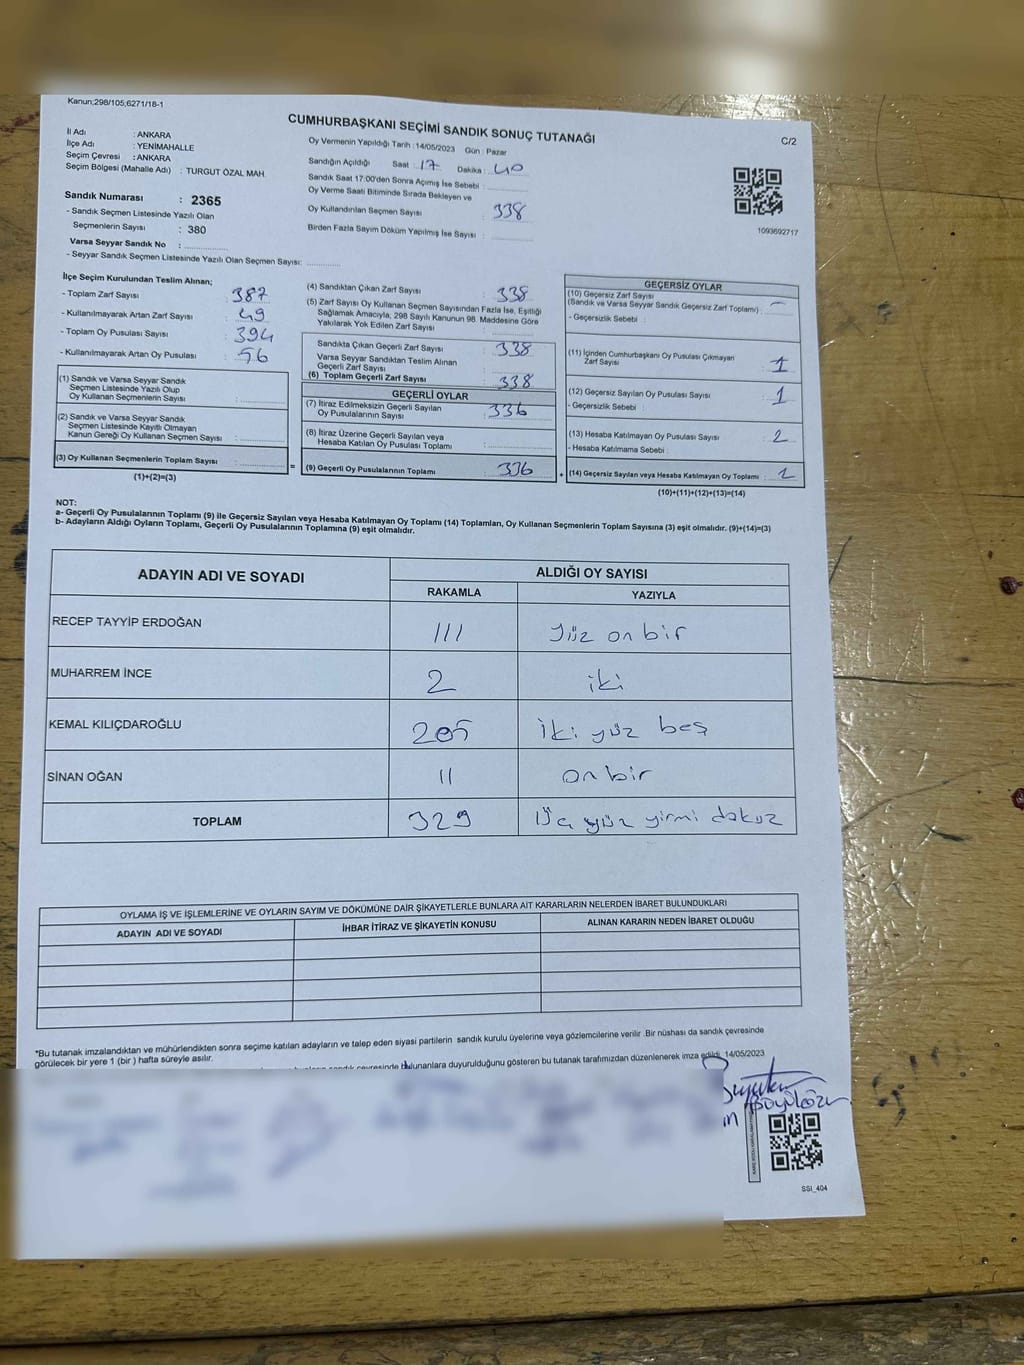 Kanun;298/105;6271/18-1
CUMHURBAŞKANI SEÇİMİ SANDIK SONUÇ TUTANAĞI
C/2
İl Adı : ANKARA
İlçe Adı : YENİMAHALLE
Seçim Çevresi : ANKARA
Seçim Bölgesi (Mahalle Adı) : TURGUT ÖZAL MAH.
Sandık Numarası : 2365
- Sandık Seçmen Listesinde Yazılı Olan
Seçmenlerin Sayısı : 380
Varsa Seyyar Sandık No :
- Seyyar Sandık Seçmen Listesinde Yazılı Olan Seçmen Sayısı:
Oy Vermenin Yapıldığı Tarih : 14/05/2023 Gün : Pazar
Sandığın Açıldığı Saat : 17 Dakika : 40
Sandık Saat 17:00'den Sonra Açımış İse Sebebi :
Oy Verme Saati Bitiminde Sırada Bekleyen ve
Oy Kullandırılan Seçmen Sayısı : 338
Birden Fazla Sayım Döküm Yapılmış İse Sayısı :
1093692717
İlçe Seçim Kurulundan Teslim Alınan;
- Toplam Zarf Sayısı : 387
- Kullanılmayarak Artan Zarf Sayısı : 49
- Toplam Oy Pusulası Sayısı : 394
- Kullanılmayarak Artan Oy Pusulası : 56
(1) Sandık ve Varsa Seyyar Sandık
Seçmen Listesinde Yazılı Olup
Oy Kullanan Seçmenlerin Sayısı :
(2) Sandık ve Varsa Seyyar Sandık
Seçmen Listesinde Kayıtlı Olmayan
Kanun Gereği Oy Kullanan Seçmen Sayısı :
(3) Oy Kullanan Seçmenlerin Toplam Sayısı :
(1)+(2)=(3)
=
(4) Sandıktan Çıkan Zarf Sayısı : 338
(5) Zarf Sayısı Oy Kullanan Seçmen Sayısından Fazla İse, Eşitliği
Sağlamak Amacıyla, 298 Sayılı Kanunun 98. Maddesine Göre
Yakılarak Yok Edilen Zarf Sayısı :
Sandıkta Çıkan Geçerli Zarf Sayısı : 338
Varsa Seyyar Sandıktan Teslim Alınan
Geçerli Zarf Sayısı :
(6) Toplam Geçerli Zarf Sayısı : 338
GEÇERLİ OYLAR
(7) İtiraz Edilmeksizin Geçerli Sayılan
Oy Pusulalarının Sayısı : 336
(8) İtiraz Üzerine Geçerli Sayılan veya
Hesaba Katılan Oy Pusulası Toplamı :
(9) Geçerli Oy Pusulalarının Toplamı : 336
+
GEÇERSİZ OYLAR
(10) Geçersiz Zarf Sayısı
(Sandık ve Varsa Seyyar Sandık Geçersiz Zarf Toplamı) : –
- Geçersizlik Sebebi :
(11) İçinden Cumhurbaşkanı Oy Pusulası Çıkmayan
Zarf Sayısı : 1
(12) Geçersiz Sayılan Oy Pusulası Sayısı : 1
- Geçersizlik Sebebi :
(13) Hesaba Katılmayan Oy Pusulası Sayısı : 2
- Hesaba Katılmama Sebebi :
(14) Geçersiz Sayılan veya Hesaba Katılmayan Oy Toplamı : 2
(10)+(11)+(12)+(13)=(14)
NOT:
a- Geçerli Oy Pusulalarının Toplamı (9) ile Geçersiz Sayılan veya Hesaba Katılmayan Oy Toplamı (14) Toplamları, Oy Kullanan Seçmenlerin Toplam Sayısına (3) eşit olmalıdır. (9)+(14)=(3)
b- Adayların Aldığı Oyların Toplamı, Geçerli Oy Pusulalarının Toplamına (9) eşit olmalıdır.
ADAYIN ADI VE SOYADI
ALDIĞI OY SAYISI
RAKAMLA YAZIYLA
RECEP TAYYİP ERDOĞAN 111 Yüz on bir
MUHARREM İNCE 2 iki
KEMAL KILIÇDAROĞLU 205 iki yüz beş
SİNAN OĞAN 11 on bir
TOPLAM 329 Üç yüz yirmi dokuz
OYLAMA İŞ VE İŞLEMLERİNE VE OYLARIN SAYIM VE DÖKÜMÜNE DAİR ŞİKAYETLERLE BUNLARA AİT KARARLARIN NELERDEN İBARET BULUNDUKLARI
ADAYIN ADI VE SOYADI İHBAR İTİRAZ VE ŞİKAYETİN KONUSU ALINAN KARARIN NEDEN İBARET OLDUĞU
*Bu tutanak imzalandıktan ve mühürlendikten sonra seçime katılan adayların ve talep eden siyasi partilerin sandık kurulu üyelerine veya gözlemcilerine verilir .Bir nüshası da sandık çevresinde
görülecek bir yere 1 (bir ) hafta süreyle asılır.
çevresinde bulunanlara duyurulduğunu gösteren bu tutanak tarafımızdan düzenlenerek imza edildi. 14/05/2023
SSI_404